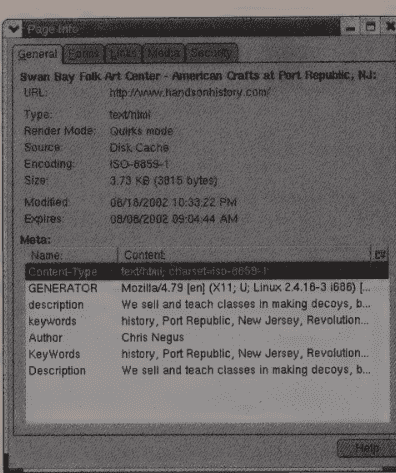 Page Info
General Forms Links Media Security
Swan Bay Folk Art Center - American Crafts at Port Republic, NJ:
URL: http://www.handsonhistory.com/
Type: text/html
Render Mode: Quirks mode
Source: Disk Cache
Encoding: ISO-8859-1
Size: 3.73 KB (3815 bytes)
Modified: 06/18/2002 10:33:22 PM
Expires: 08/08/2002 09:04:44 AM
Meta:
Name: Content:
Content-Type text/html; charset=iso-8859-1
GENERATOR Mozilla/4.79 [en] (X11; U; Linux 2.4.18-3 i686) [...
description We sell and teach classes in making decoys, b...
keywords history, Port Republic, New Jersey, Revolution...
Author Chris Negus
KeyWords history, Port Republic, New Jersey, Revolution...
Description We sell and teach classes in making decoys, b...
Help